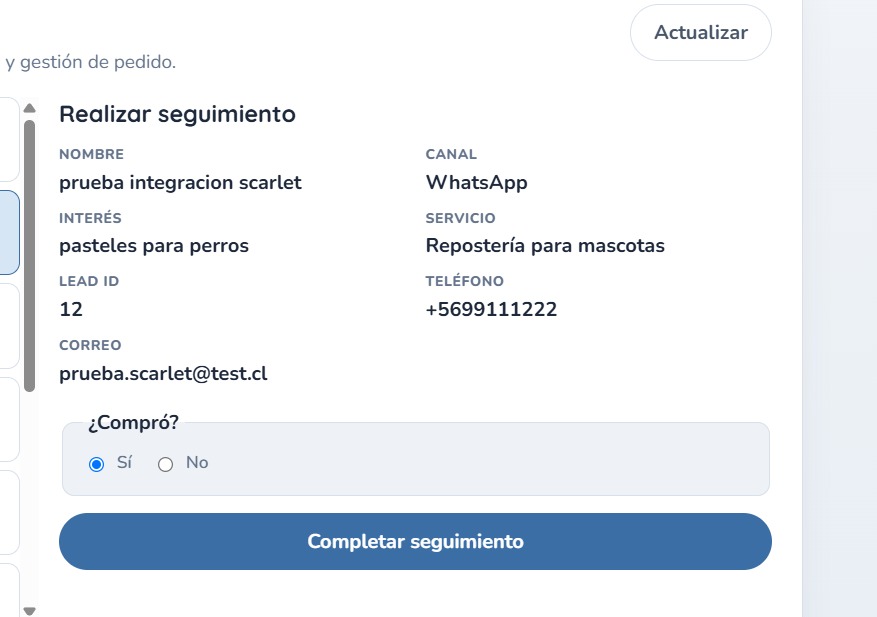 Actualizar
y gestión de pedido.
Realizar seguimiento
NOMBRE
prueba integracion scarlet
CANAL
WhatsApp
INTERÉS
pasteles para perros
SERVICIO
Repostería para mascotas
LEAD ID
12
TELÉFONO
+5699111222
CORREO
prueba.scarlet@test.cl
¿Compró?
Sí No
Completar seguimiento